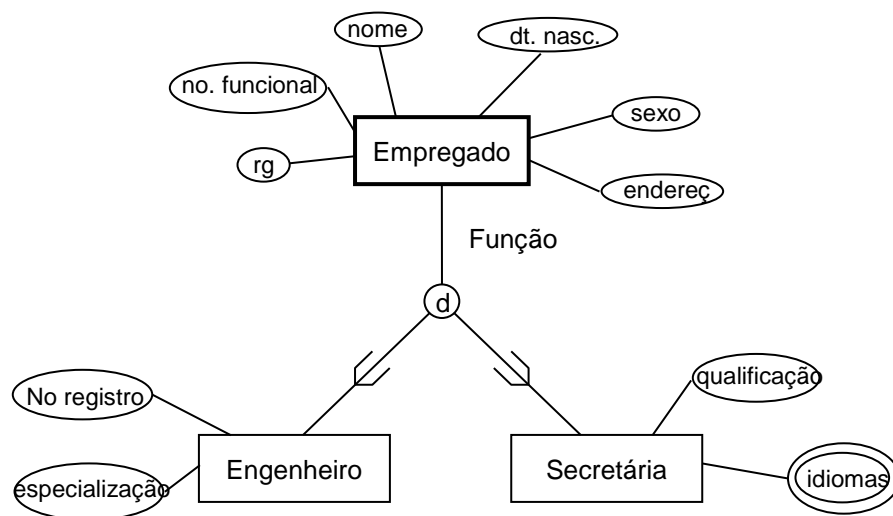 nome
dt. nasc.
no. funcional
sexo
Empregado
rg
endereç
Função
d
qualificação
No registro
Engenheiro
Secretária
especialização
idiomas